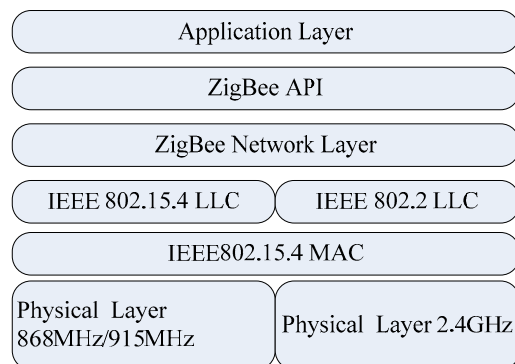 Application Layer
ZigBee API
ZigBee Network Layer
IEEE 802.15.4 LLC
IEEE 802.2 LLC
IEEE802.15.4 MAC
Physical Layer
868MHz/915MHz
Physical Layer 2.4GHz